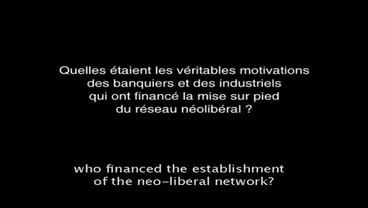 Quelles étaient les véritables motivations
des banquiers et des industriels
qui ont financé la mise sur pied
du réseau néolibéral ?
who financed the establishment
of the neo-liberal network?